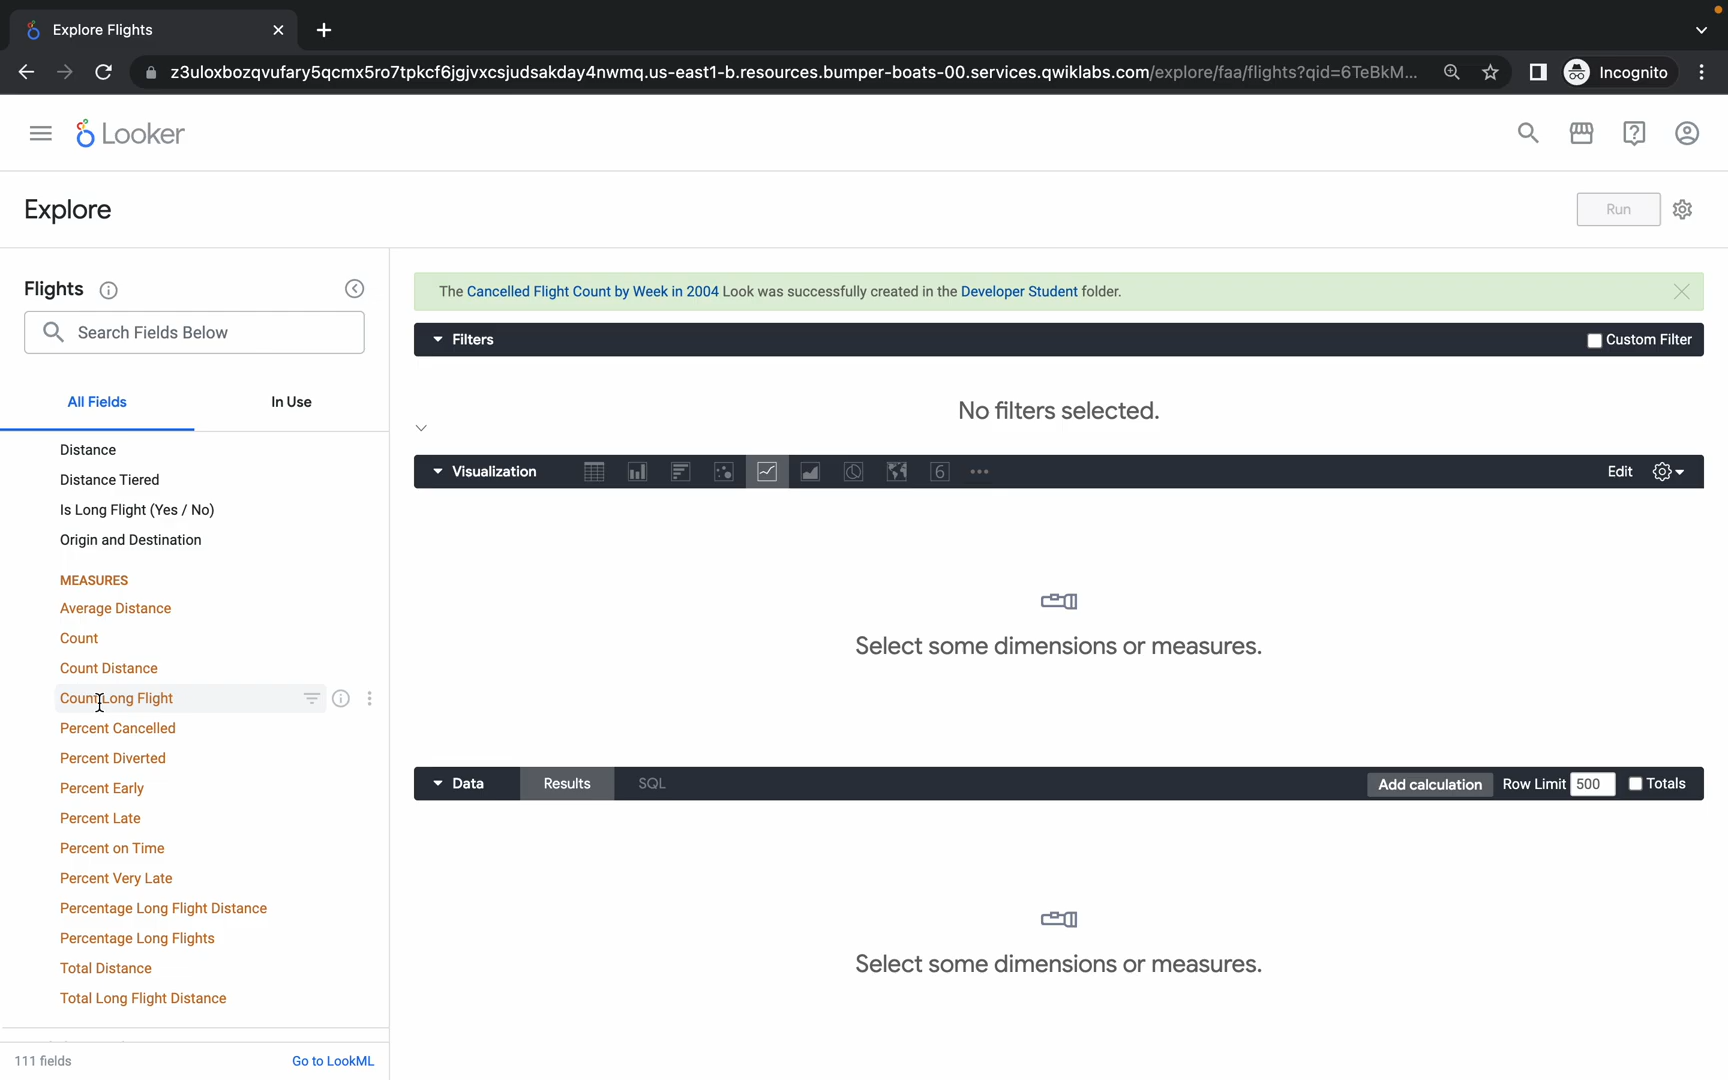 Explore Flights
z3uloxbozqvufary5qcmx5ro7tpkcf6jgjvxcsjudsakday4nwmq.us-east1-b.resources.bumper-boats-00.services.qwiklabs.com/explore/faa/flights?qid=6TeBkM...
Incognito
Looker
Explore
Run
Flights
Search Fields Below
All Fields
In Use
Distance
Distance Tiered
Is Long Flight (Yes / No)
Origin and Destination
MEASURES
Average Distance
Count
Count Distance
Count Long Flight
Percent Cancelled
Percent Diverted
Percent Early
Percent Late
Percent on Time
Percent Very Late
Percentage Long Flight Distance
Percentage Long Flights
Total Distance
Total Long Flight Distance
111 fields
Go to LookML
The Cancelled Flight Count by Week in 2004 Look was successfully created in the Developer Student folder.
Filters
Custom Filter
No filters selected.
Visualization
6
Edit
Select some dimensions or measures.
Data
Results
SQL
Add calculation
Row Limit 500
Totals
Select some dimensions or measures.